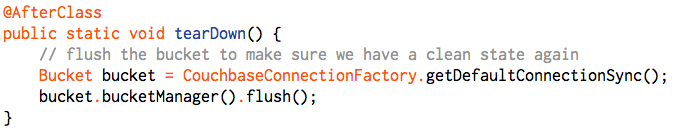 @AfterClass
public static void tearDown() {
    // flush the bucket to make sure we have a clean state again
    Bucket bucket = CouchbaseConnectionFactory.getDefaultConnectionSync();
    bucket.bucketManager().flush();
}